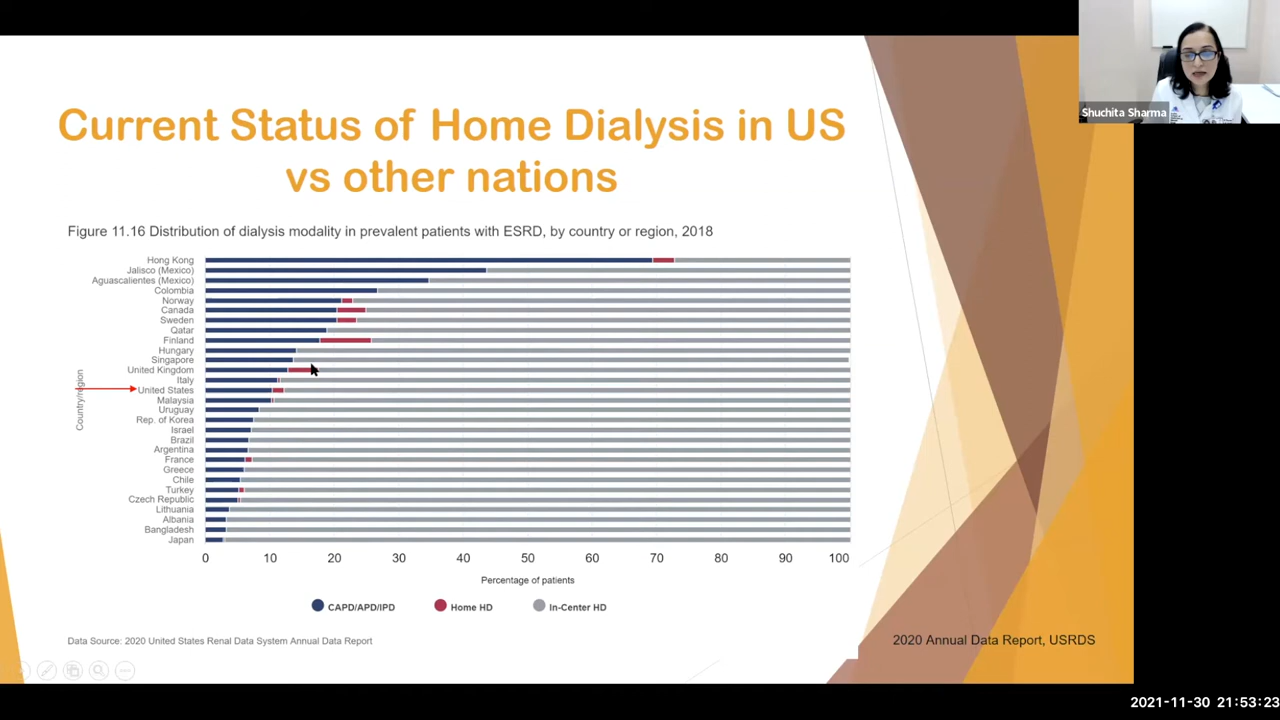 Shuchita Sharma
Current Status of Home Dialysis in US
vs other nations
Figure 11.16 Distribution of dialysis modality in prevalent patients with ESRD, by country or region, 2018
Country/region
Hong Kong
Jalisco (Mexico)
Aguascalientes (Mexico)
Colombia
Norway
Canada
Sweden
Qatar
Finland
Hungary
Singapore
United Kingdom
Italy
United States
Malaysia
Uruguay
Rep. of Korea
Israel
Brazil
Argentina
France
Greece
Chile
Turkey
Czech Republic
Lithuania
Albania
Bangladesh
Japan
0 10 20 30 40 50 60 70 80 90 100
Percentage of patients
CAPD/APD/IPD Home HD In-Center HD
Data Source: 2020 United States Renal Data System Annual Data Report
2020 Annual Data Report, USRDS
2021-11-30 21:53:23